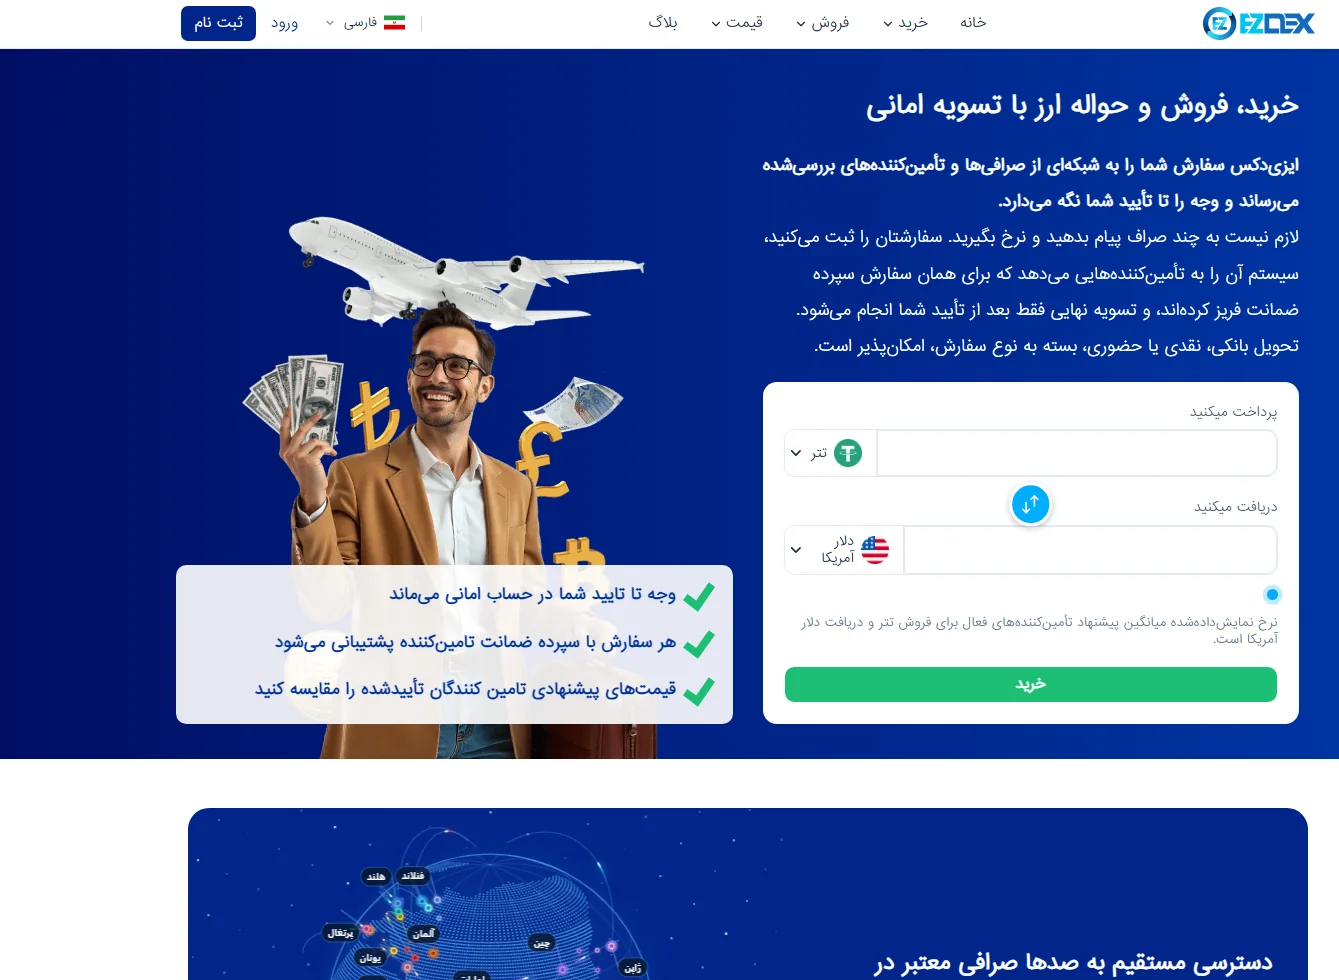 EZDEX
خانه
خرید
فروش
قیمت
بلاگ
فارسی
ورود
ثبت نام
خرید، فروش و حواله ارز با تسویه امانی
ایزی‌دکس سفارش شما را به شبکه‌ای از صرافی‌ها و تأمین‌کننده‌های بررسی‌شده
می‌رساند و وجه را تا تأیید شما نگه می‌دارد.
لازم نیست به چند صراف پیام بدهید و نرخ بگیرید. سفارشتان را ثبت می‌کنید،
سیستم آن را به تأمین‌کننده‌هایی می‌دهد که برای همان سفارش سپرده
ضمانت فریز کرده‌اند، و تسویه نهایی فقط بعد از تأیید شما انجام می‌شود.
تحویل بانکی، نقدی یا حضوری، بسته به نوع سفارش، امکان‌پذیر است.
پرداخت میکنید
تتر
دریافت میکنید
دلار
آمریکا
نرخ نمایش‌داده‌شده میانگین پیشنهاد تأمین‌کننده‌های فعال برای فروش تتر و دریافت دلار
آمریکا است.
خرید
وجه تا تایید شما در حساب امانی می‌ماند
هر سفارش با سپرده ضمانت تامین‌کننده پشتیبانی می‌شود
قیمت‌های پیشنهادی تامین کنندگان تأییدشده را مقایسه کنید
فنلاند
هلند
پرتغال
آلمان
چین
یونان
ژاپن
دسترسی مستقیم به صدها صرافی معتبر در